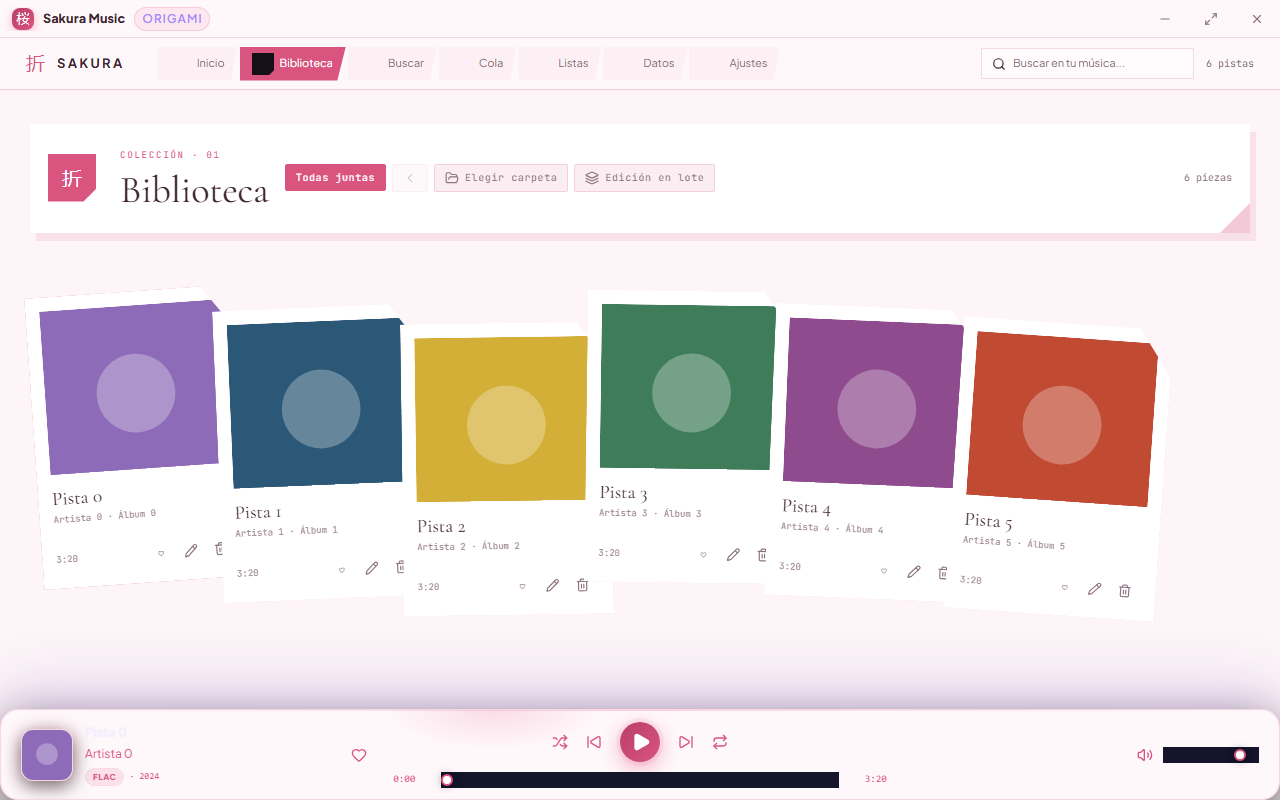 桜 Sakura Music ORIGAMI
折 SAKURA Inicio Biblioteca Buscar Cola Listas Datos Ajustes Buscar en tu música... 6 pistas
COLECCIÓN · 01
折 Biblioteca Todas juntas Elegir carpeta Edición en lote 6 piezas
Pista 0
Artista 0 · Álbum 0
3:20
Pista 1
Artista 1 · Álbum 1
3:20
Pista 2
Artista 2 · Álbum 2
3:20
Pista 3
Artista 3 · Álbum 3
3:20
Pista 4
Artista 4 · Álbum 4
3:20
Pista 5
Artista 5 · Álbum 5
3:20
Pista 0
Artista 0
FLAC · 2024
0:00 3:20